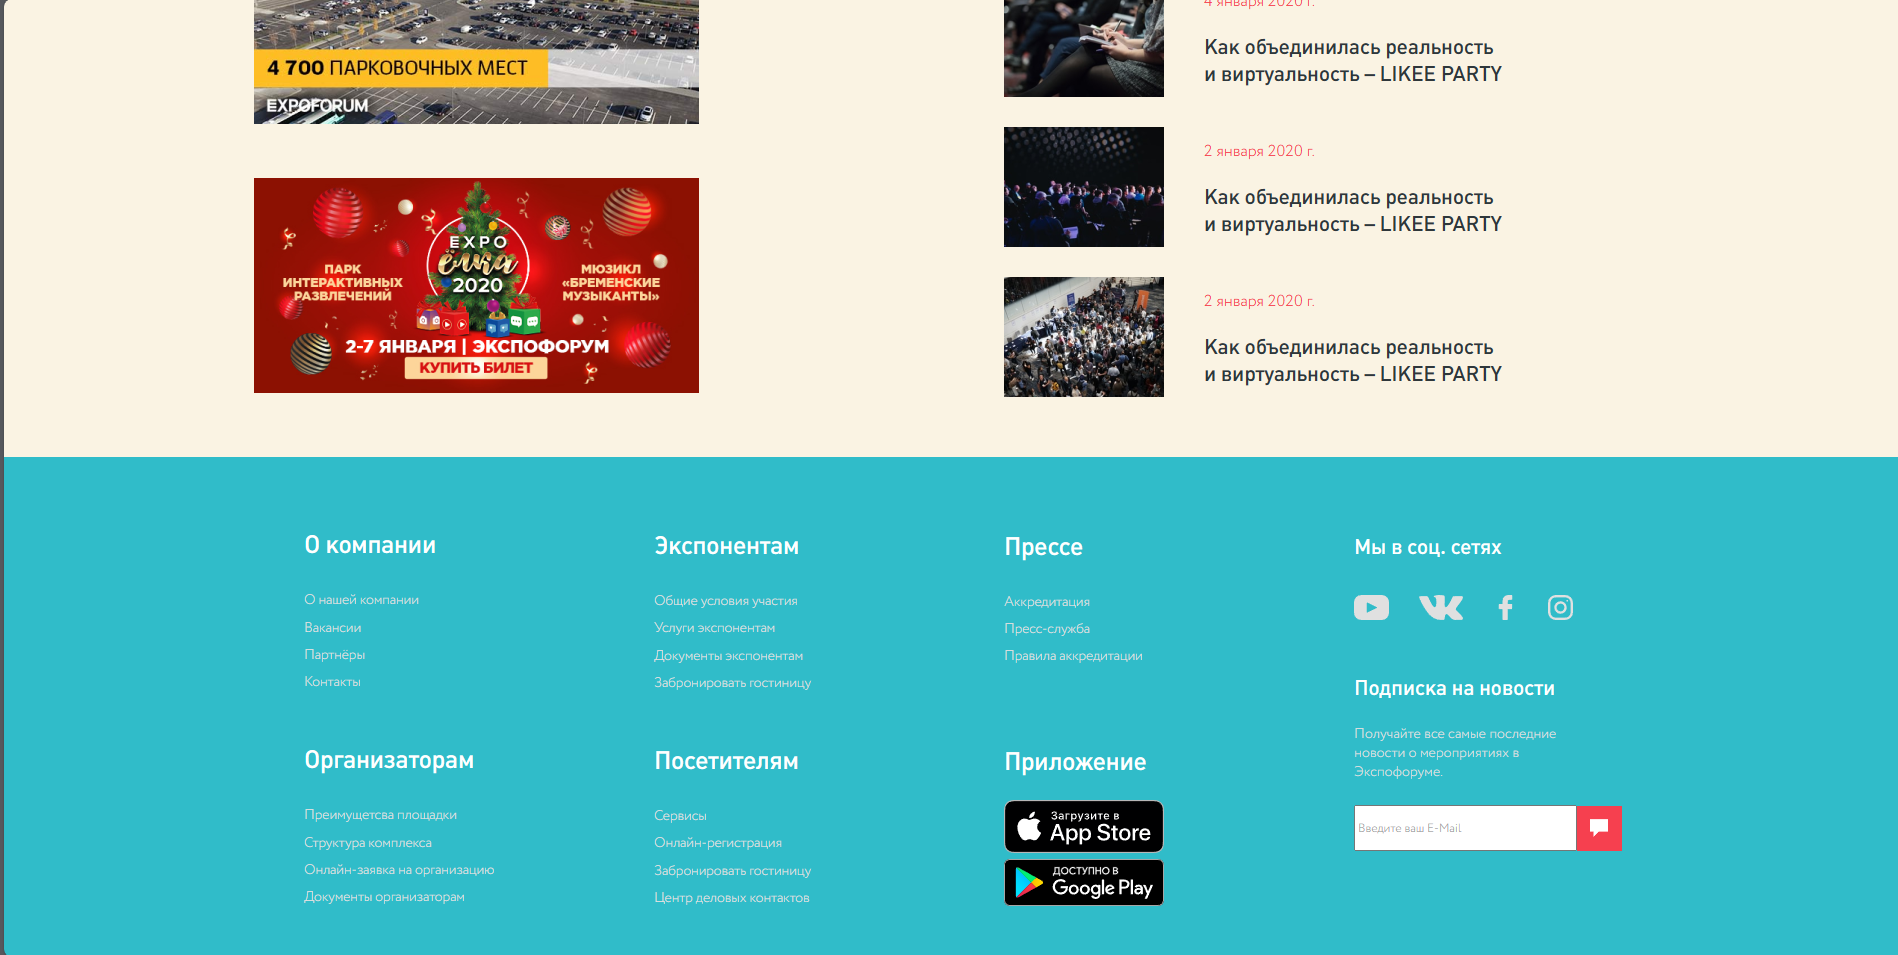 4 700 ПАРКОВОЧНЫХ МЕСТ
EXPOFORUM
EXPO
ёлка
2020
ПАРК
ИНТЕРАКТИВНЫХ
РАЗВЛЕЧЕНИЙ
МЮЗИКЛ
«БРЕМЕНСКИЕ
МУЗЫКАНТЫ»
2-7 ЯНВАРЯ | ЭКСПОФОРУМ
КУПИТЬ БИЛЕТ
4 января 2020 г.
Как объединилась реальность
и виртуальность – LIKEE PARTY
2 января 2020 г.
Как объединилась реальность
и виртуальность – LIKEE PARTY
2 января 2020 г.
Как объединилась реальность
и виртуальность – LIKEE PARTY
О компании
О нашей компании
Вакансии
Партнёры
Контакты
Экспонентам
Общие условия участия
Услуги экспонентам
Документы экспонентам
Забронировать гостиницу
Прессе
Аккредитация
Пресс-служба
Правила аккредитации
Мы в соц. сетях
Подписка на новости
Получайте все самые последние
новости о мероприятиях в
Экспофоруме.
Введите ваш E-Mail
Организаторам
Преимущетсва площадки
Структура комплекса
Онлайн-заявка на организацию
Документы организаторам
Посетителям
Сервисы
Онлайн-регистрация
Забронировать гостиницу
Центр деловых контактов
Приложение
Загрузите в
App Store
ДОСТУПНО В
Google Play